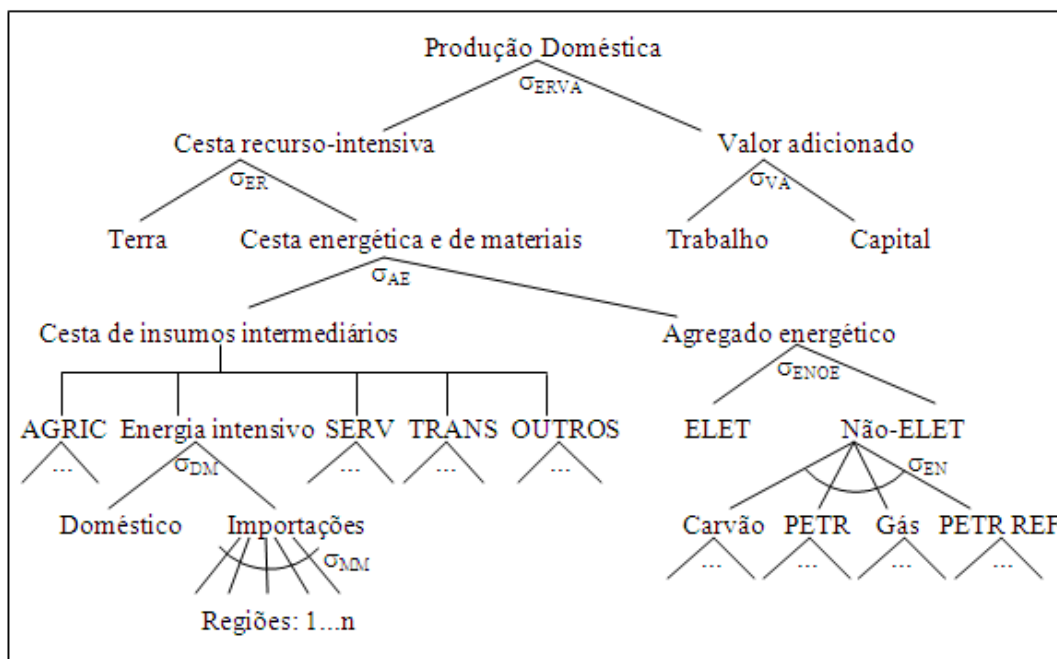 Produção Doméstica
σERVA
Cesta recurso-intensiva Valor adicionado
σER σVA
Terra Cesta energética e de materiais Trabalho Capital
σAE
Cesta de insumos intermediários Agregado energético
σENOE
AGRIC Energia intensivo SERV TRANS OUTROS ELET Não-ELET
... σDM ... ... ... σEN
Doméstico Importações Carvão PETR Gás PETR REF
σMM ... ... ... ...
Regiões: 1...n